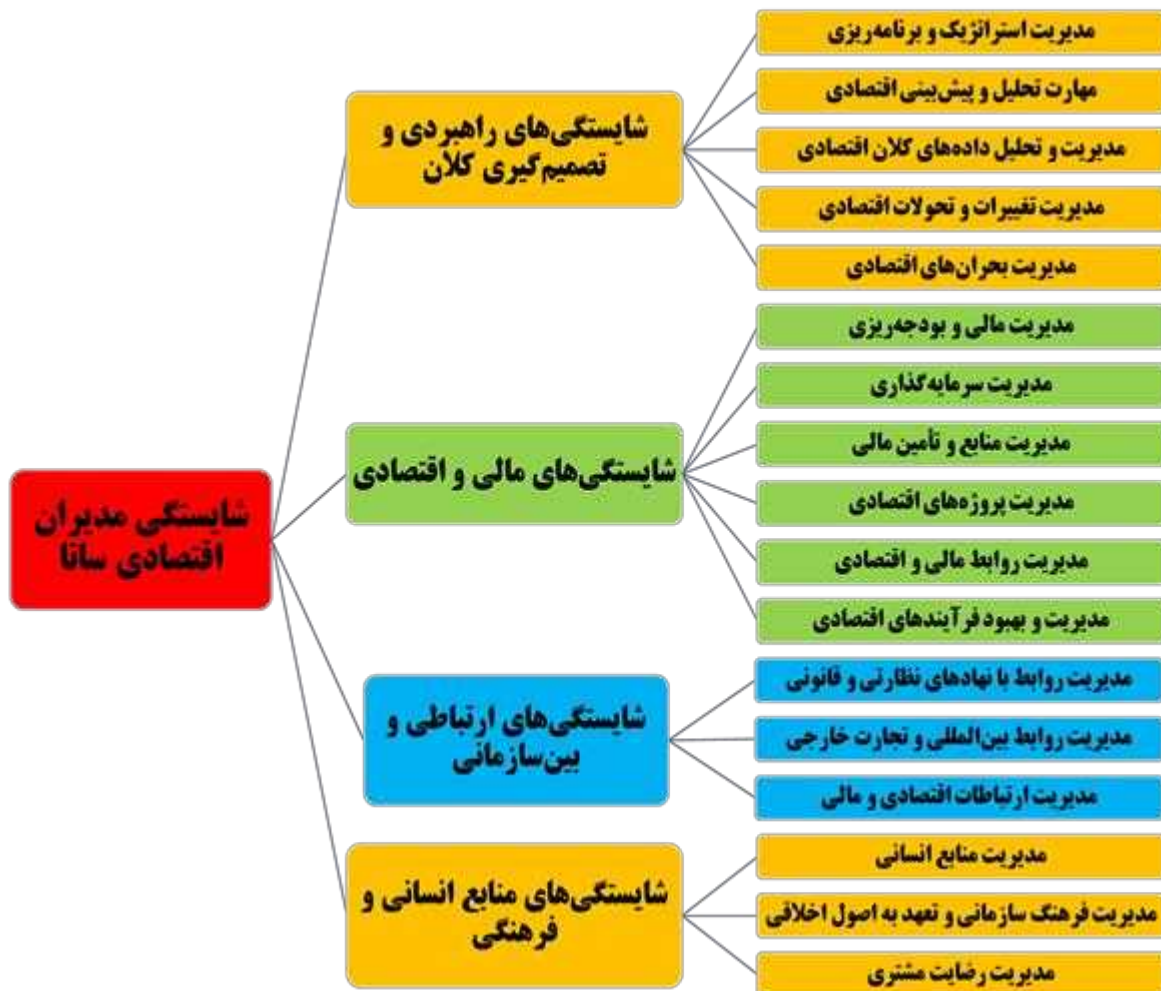 شایستگی مدیران
اقتصادی ساتا
شایستگی‌های راهبردی و
تصمیم‌گیری کلان
مدیریت استراتژیک و برنامه‌ریزی
مهارت تحلیل و پیش‌بینی اقتصادی
مدیریت و تحلیل داده‌های کلان اقتصادی
مدیریت تغییرات و تحولات اقتصادی
مدیریت بحران‌های اقتصادی
شایستگی‌های مالی و اقتصادی
مدیریت مالی و بودجه‌ریزی
مدیریت سرمایه‌گذاری
مدیریت منابع و تأمین مالی
مدیریت پروژه‌های اقتصادی
مدیریت روابط مالی و اقتصادی
مدیریت و بهبود فرآیندهای اقتصادی
شایستگی‌های ارتباطی و
بین‌سازمانی
مدیریت روابط با نهادهای نظارتی و قانونی
مدیریت روابط بین‌المللی و تجارت خارجی
مدیریت ارتباطات اقتصادی و مالی
شایستگی‌های منابع انسانی و
فرهنگی
مدیریت منابع انسانی
مدیریت فرهنگ سازمانی و تعهد به اصول اخلاقی
مدیریت رضایت مشتری